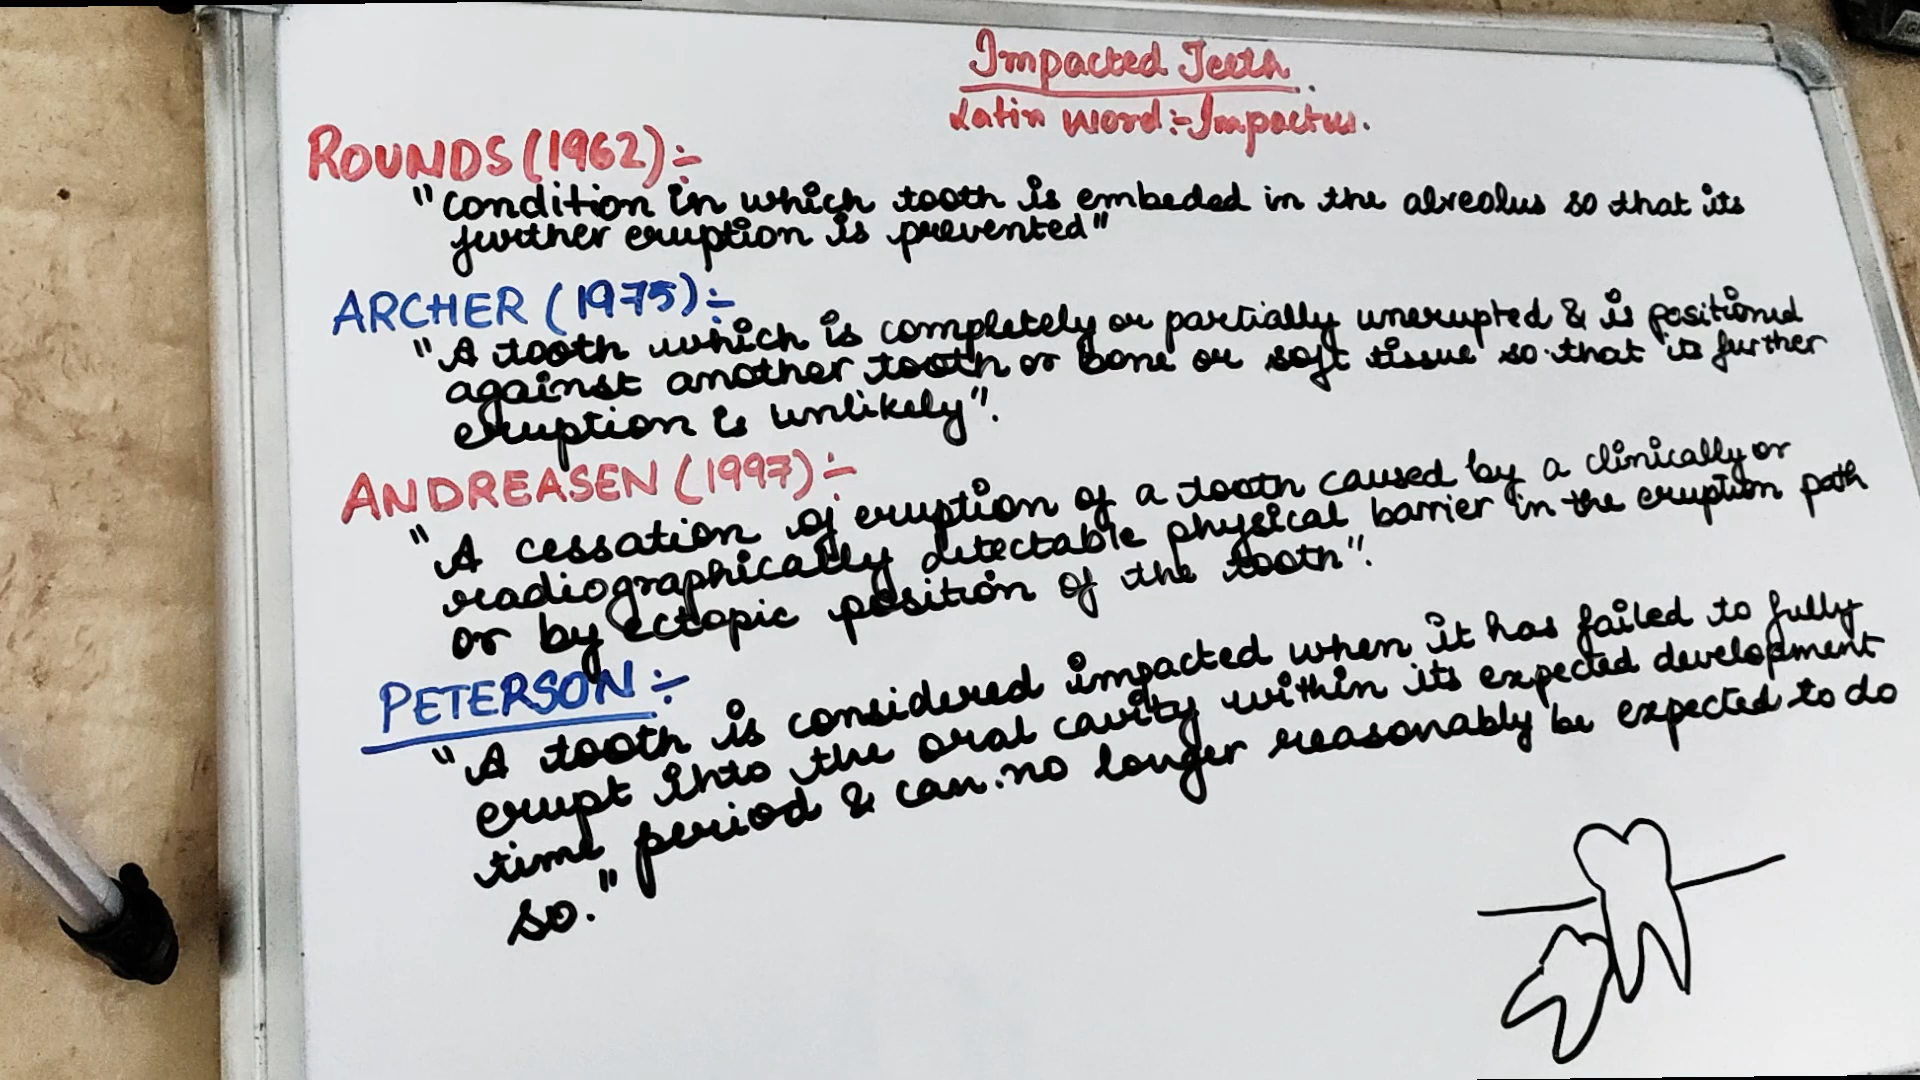 Impacted Teeth.
Latin word:-Impactus.
ROUNDS (1962):-
"condition in which tooth is embeded in the alveolus so that its
further eruption is prevented"
ARCHER (1975):-
"A tooth which is completely or partially unerupted & is positioned
against another tooth or bone or soft tissue so that its further
eruption is unlikely".
ANDREASEN (1997):-
"A cessation of eruption of a tooth caused by a clinically or
radiographically detectable physical barrier in the eruption path
or by ectopic position of the tooth".
PETERSON:-
"A tooth is considered impacted when it has failed to fully
erupt into the oral cavity within its expected development
time period & can no longer reasonably be expected to do
so."